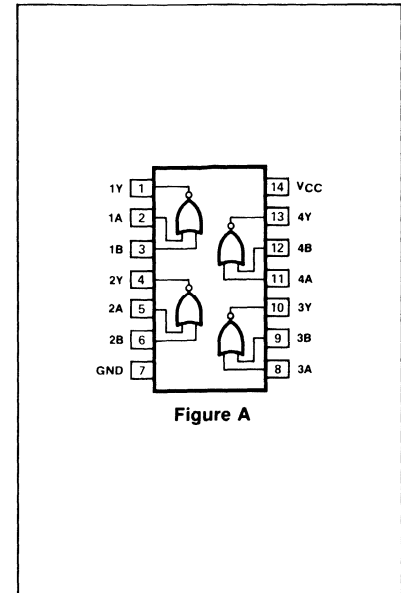 1Y 1 14 VCC
1A 2 13 4Y
1B 3 12 4B
2Y 4 11 4A
2A 5 10 3Y
2B 6 9 3B
GND 7 8 3A
Figure A